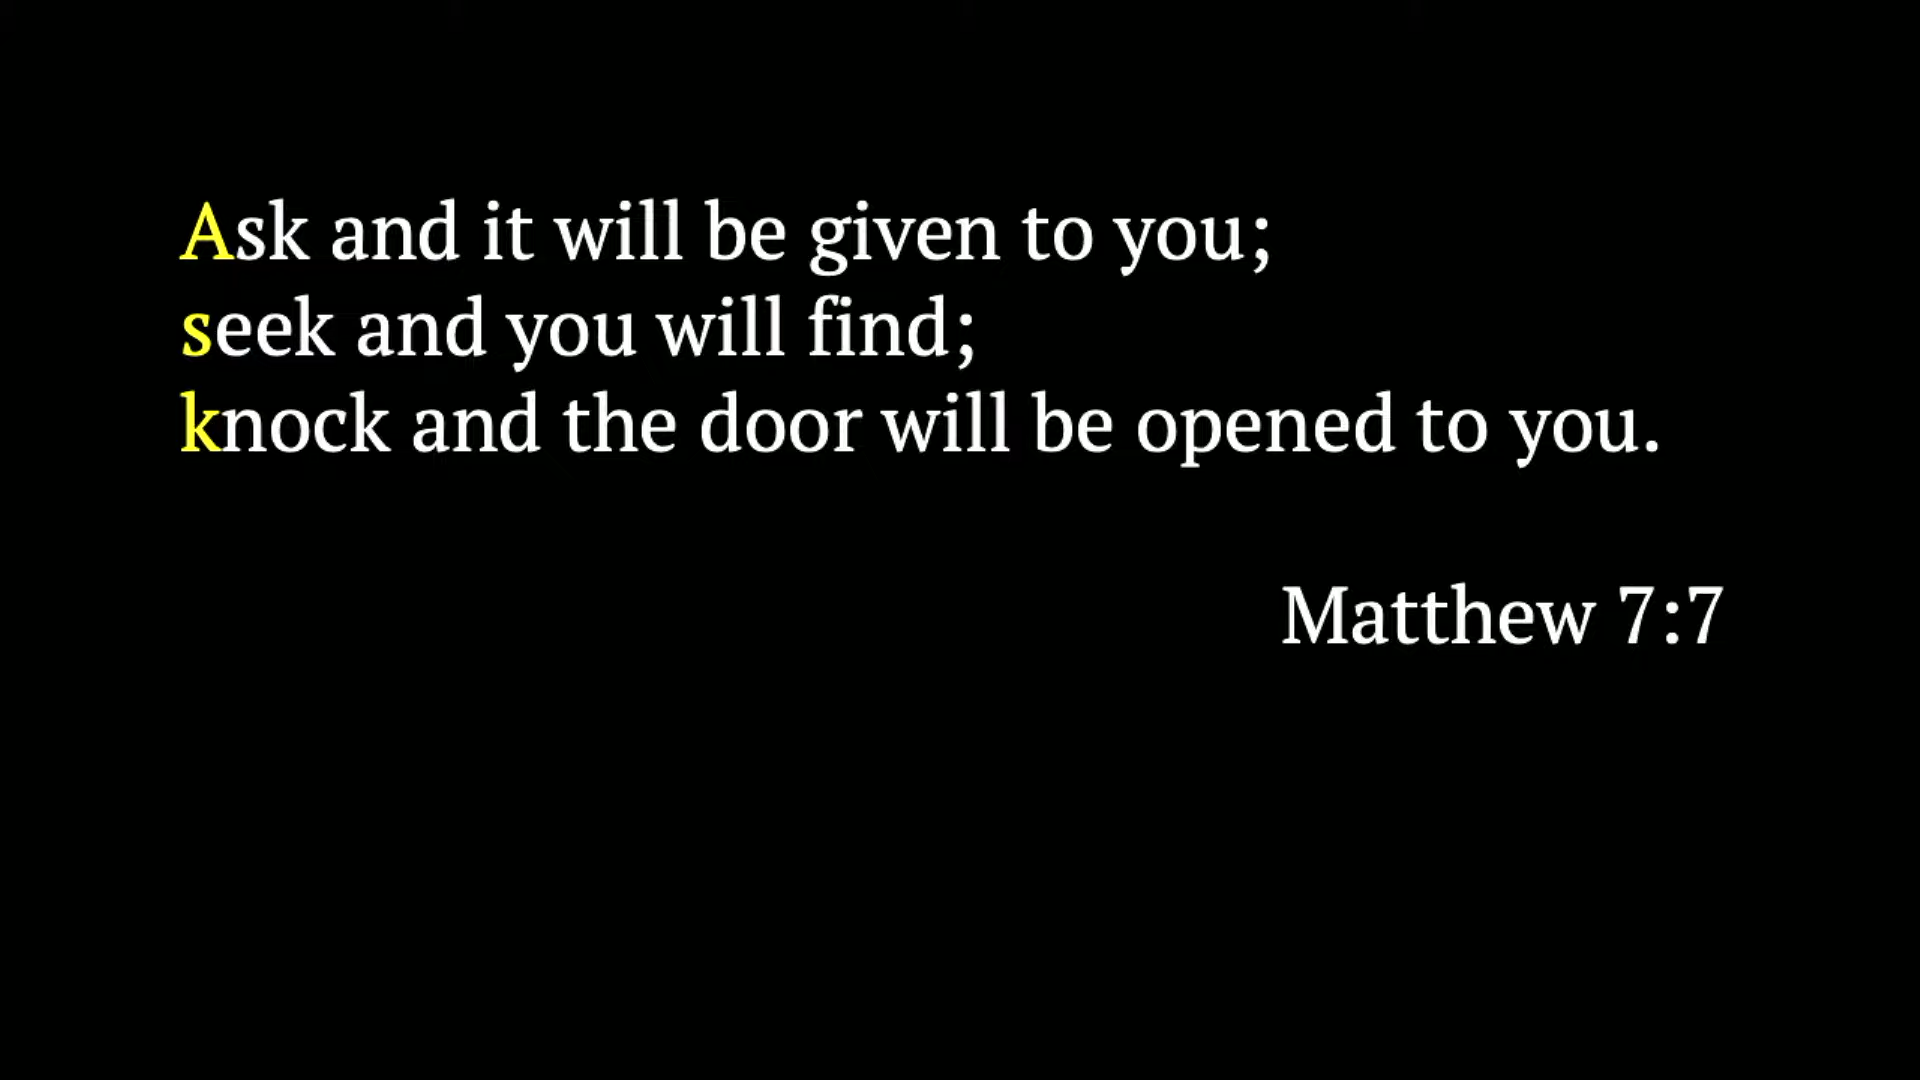 Ask and it will be given to you;
seek and you will find;
knock and the door will be opened to you.
Matthew 7:7